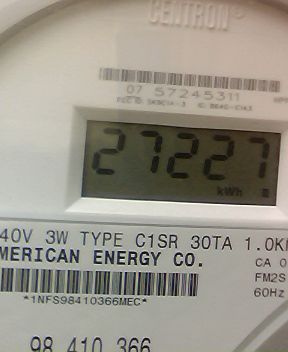 CENTRON®
07 57245311
27227
kWh
40V 3W TYPE C1SR 30TA 1.0K
MERICAN ENERGY CO.
CA 0
FM2S
60Hz
*1NFS98410366MEC*
98 410 366